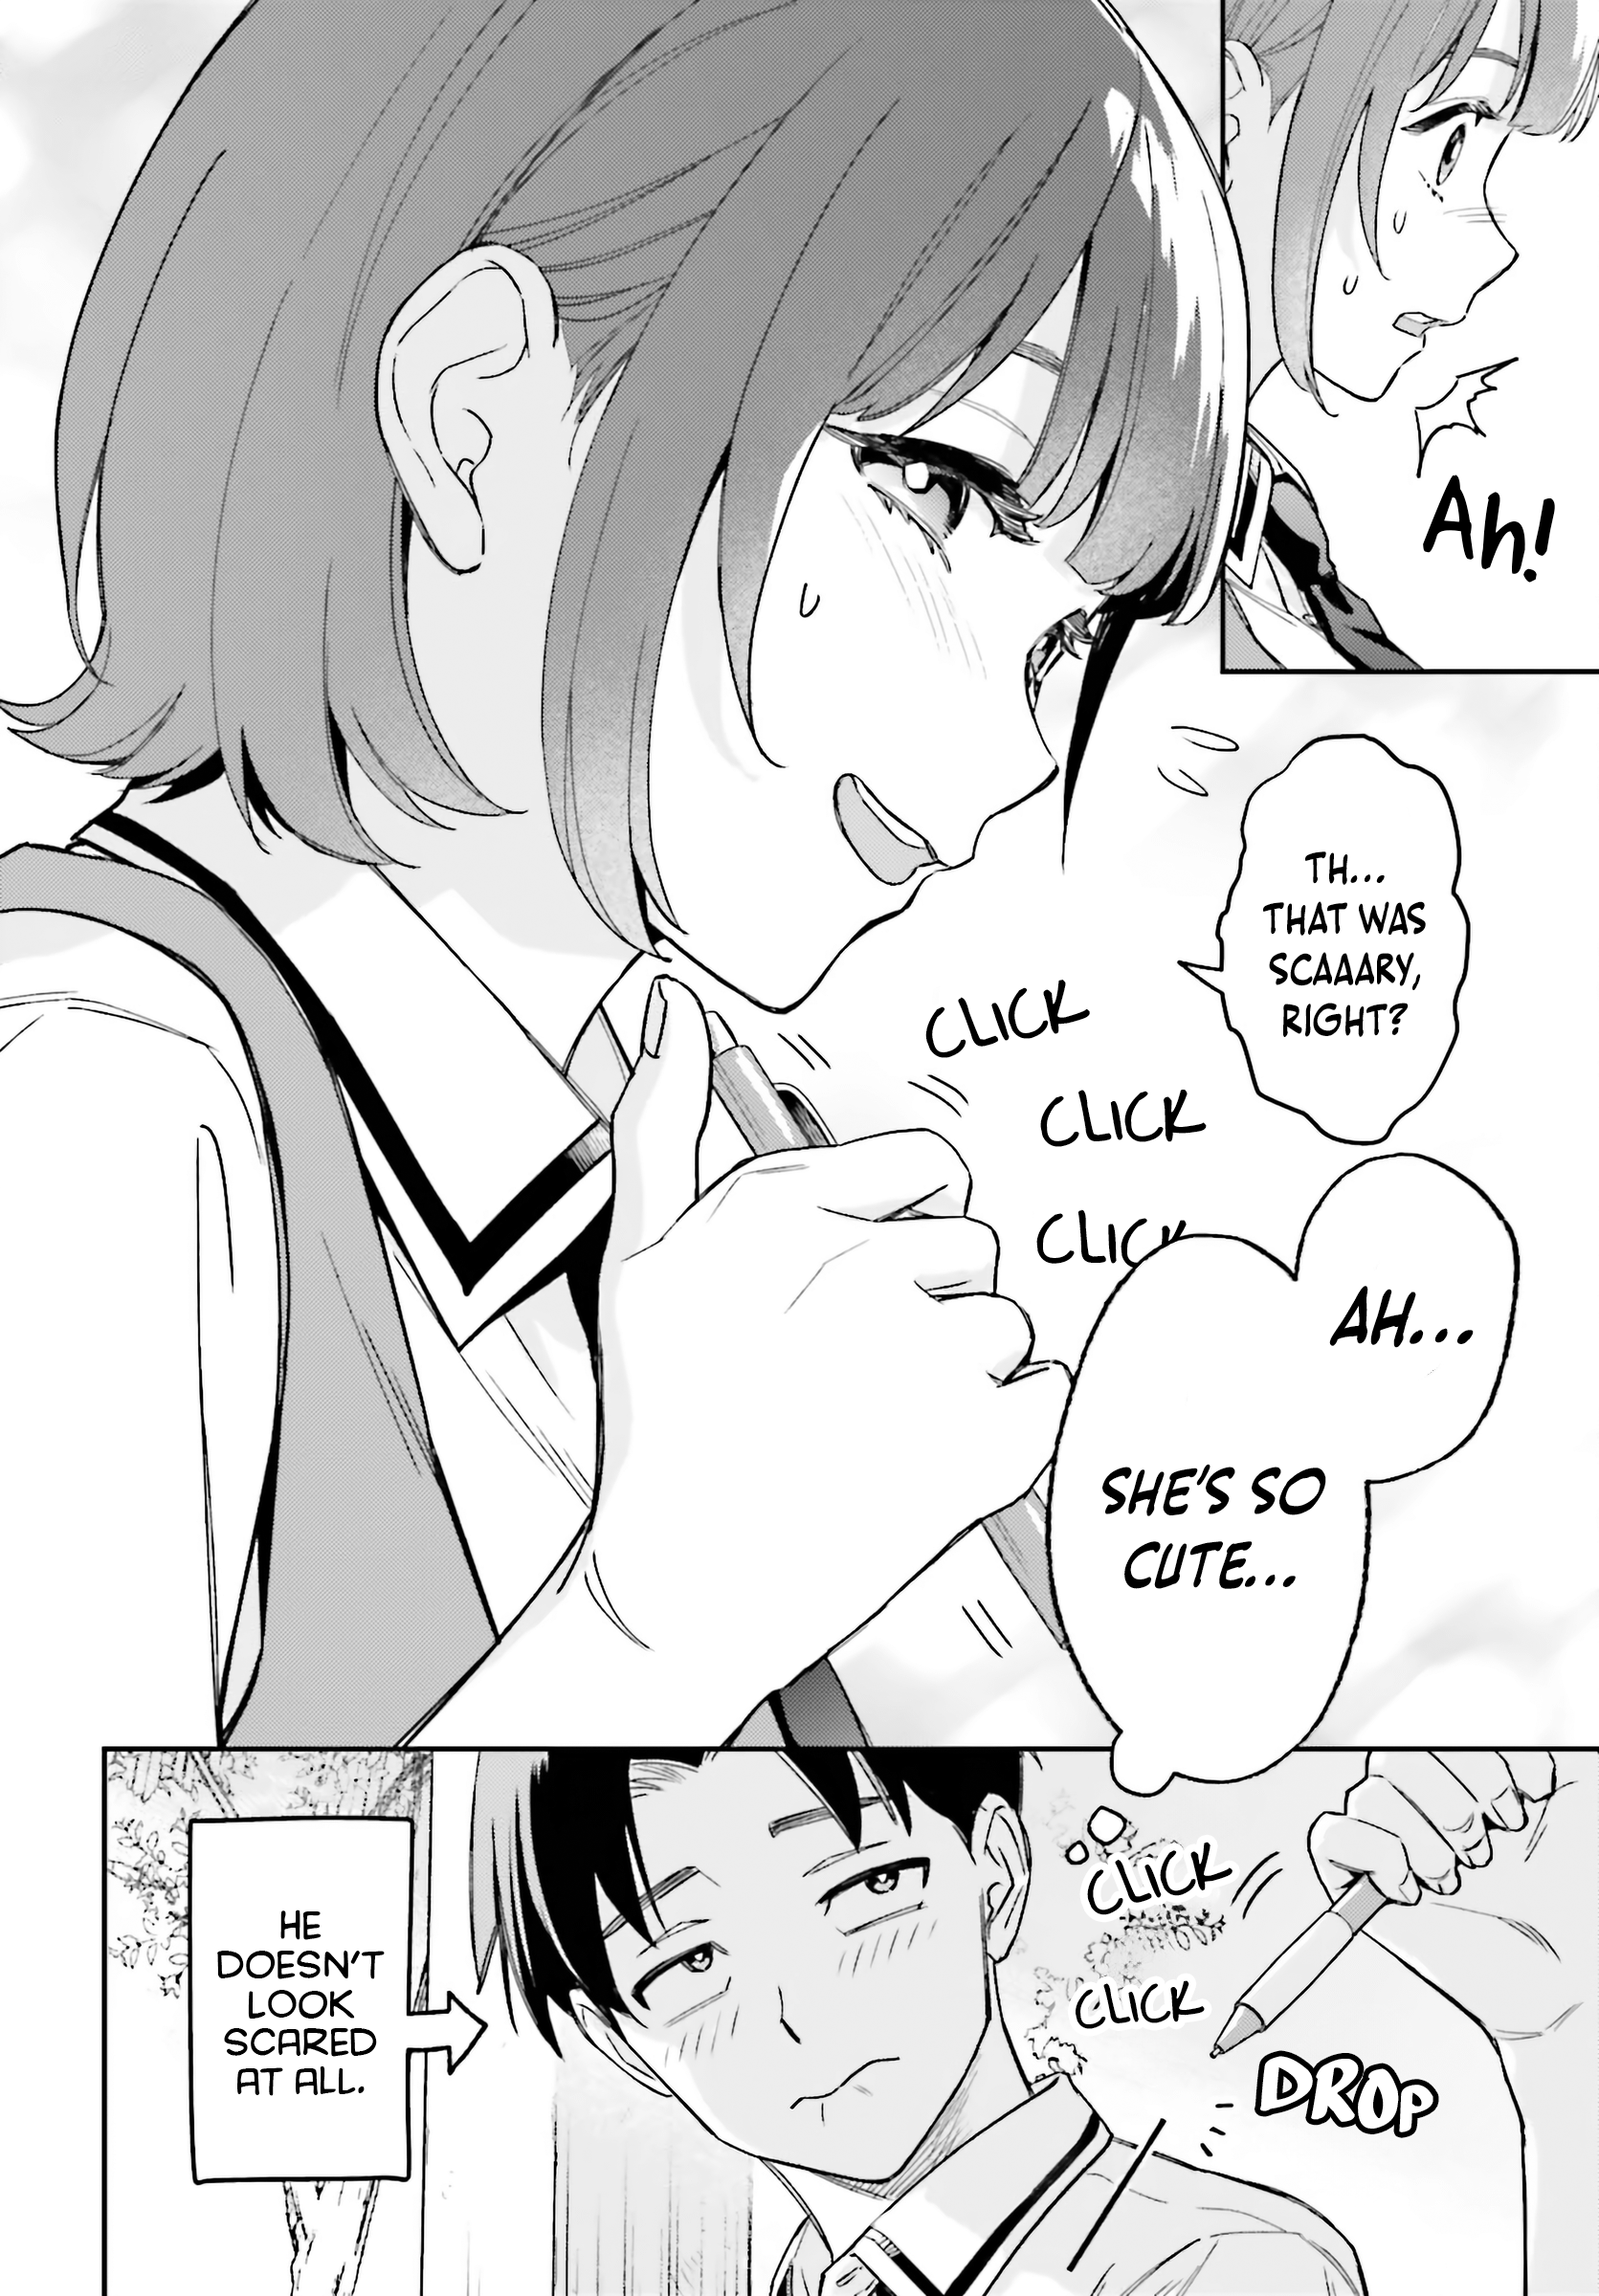 Ah!
TH...
THAT WAS
SCAAARY,
RIGHT?
CLICK
CLICK
CLICK
AH...
SHE'S SO
CUTE...
CLICK
CLICK
DROP
HE
DOESN'T
LOOK
SCARED
AT ALL.